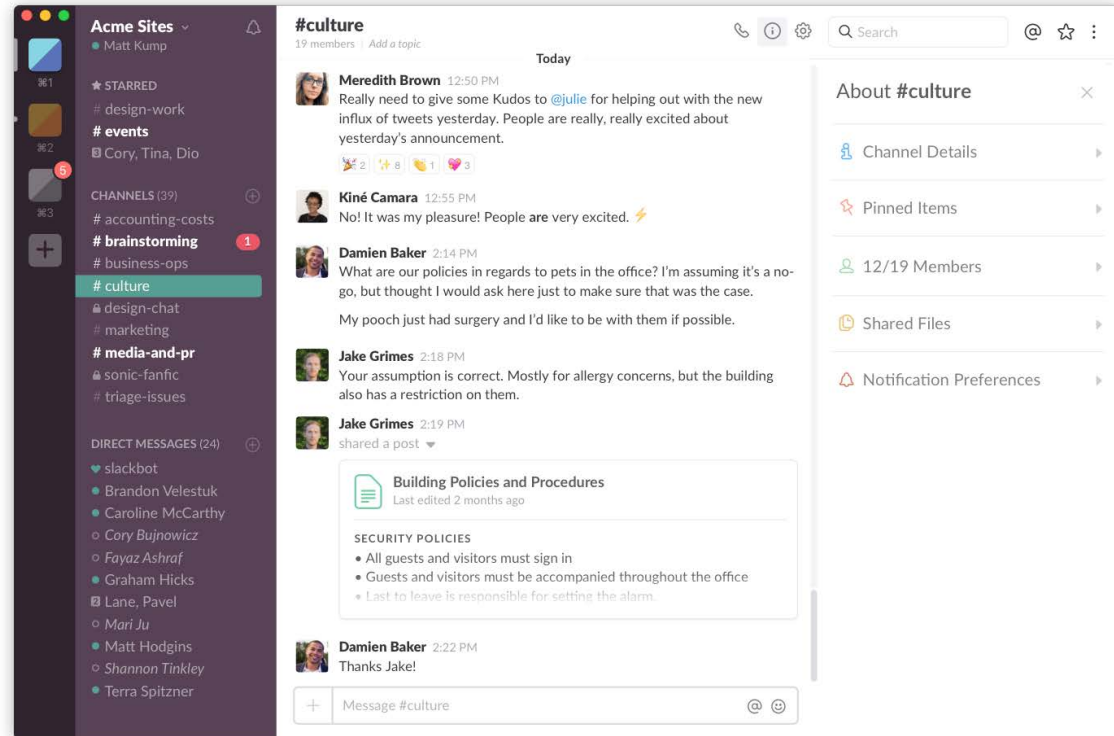 ⌘1
⌘2
5
⌘3
Acme Sites
Matt Kump
STARRED
# design-work
# events
3 Cory, Tina, Dio
CHANNELS (39)
# accounting-costs
# brainstorming 1
# business-ops
# culture
design-chat
# marketing
# media-and-pr
sonic-fanfic
# triage-issues
DIRECT MESSAGES (24)
slackbot
Brandon Velestuk
Caroline McCarthy
Cory Bujnowicz
Fayaz Ashraf
Graham Hicks
2 Lane, Pavel
Mari Ju
Matt Hodgins
Shannon Tinkley
Terra Spitzner
#culture
19 members | Add a topic
Search
Today
Meredith Brown 12:50 PM
Really need to give some Kudos to @julie for helping out with the new
influx of tweets yesterday. People are really, really excited about
yesterday's announcement.
🎉 2 ✨ 8 👏 1 💖 3
Kiné Camara 12:55 PM
No! It was my pleasure! People are very excited. ⚡
Damien Baker 2:14 PM
What are our policies in regards to pets in the office? I'm assuming it's a no-
go, but thought I would ask here just to make sure that was the case.
My pooch just had surgery and I'd like to be with them if possible.
Jake Grimes 2:18 PM
Your assumption is correct. Mostly for allergy concerns, but the building
also has a restriction on them.
Jake Grimes 2:19 PM
shared a post
Building Policies and Procedures
Last edited 2 months ago
SECURITY POLICIES
• All guests and visitors must sign in
• Guests and visitors must be accompanied throughout the office
• Last to leave is responsible for setting the alarm.
Damien Baker 2:22 PM
Thanks Jake!
+ Message #culture @
About #culture
Channel Details
Pinned Items
12/19 Members
Shared Files
Notification Preferences